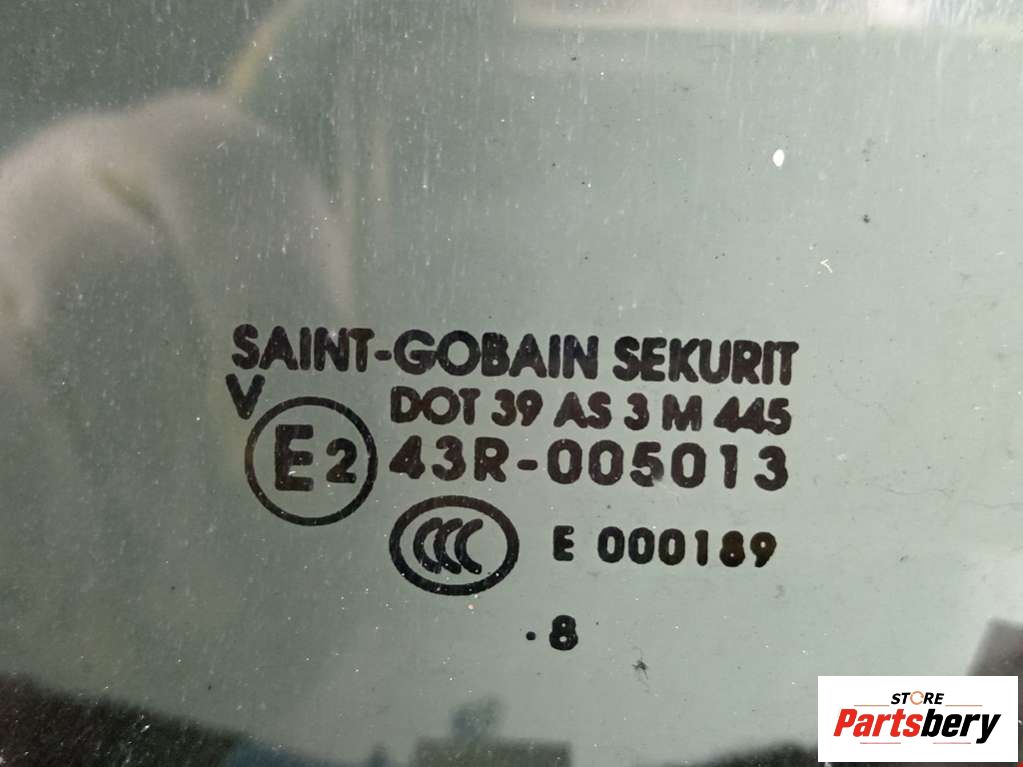 SAINT-GOBAIN SEKURIT
V DOT 39 AS 3 M 445
E2 43R-005013
CCC E 000189
.8
STORE
Partsbery